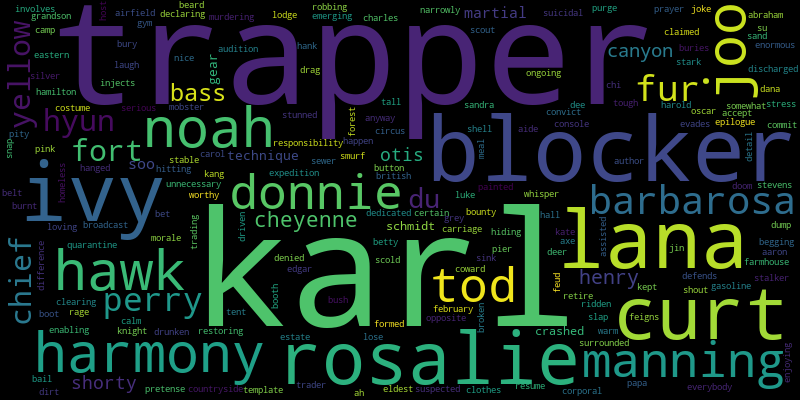 involves beard airfield robbing emerging charles narrowly suicidal purge prayer joke abraham
grandson declaring murdering lodge host martial scout claimed su
camp gym audition hank sand enormous
eastern laugh bury nice gear trapper canyon stark buries joo
silver injects bass drag ongoing fur chi discharged
hamilton costume mobster stunned tall sandra dee convict tough harold oscar somewhat dana stress
yellow hyun serious noah anyway circus shell aide console accept commit
pity snap pink fort technique responsibility forest happen blocker epilogue evades detail
hanged soo stable carol sewer smurf otis meal author
homeless hitting kang expedition button british painted doom stevens
belt ivy unnecessary worthy donnie du luke whisper barbarosa
burnt loving broadcast bet cheyenne dedicated certain bounty hall kate assisted dump
chief difference quarantine morale trading driven schmidt grey carriage hiding axe lana jin begging
clearing denied betty scold pier deer farmhouse aaron
hawk edgar karl sink coward tod henry defends stalker
boot rage perry booth bush february feud kept shout gasoline
enabling calm tent formed opposite broken retire ridden curt
knight drunken restoring crashed slap warm feigns
harmony estate lose rosalie surrounded manning enjoying
bail shorty trader suspected clothes resume papa everybody
dirt pretense countryside template ah eldest corporal